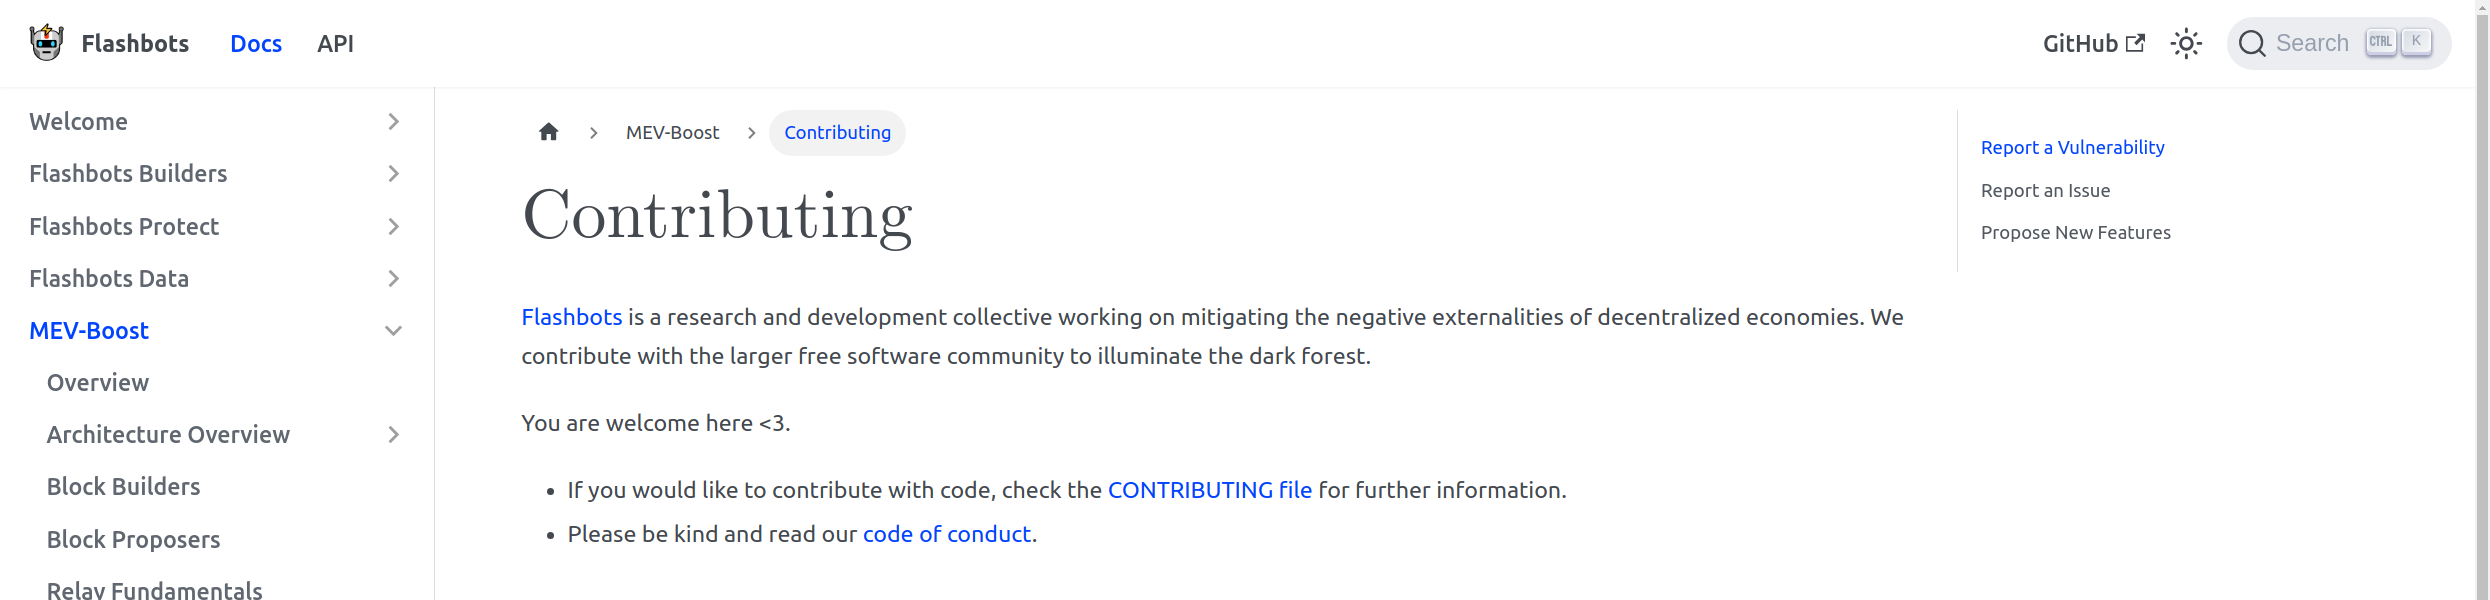 Flashbots Docs API GitHub Search CTRL K
Welcome
Flashbots Builders
Flashbots Protect
Flashbots Data
MEV-Boost
Overview
Architecture Overview
Block Builders
Block Proposers
Relay Fundamentals
MEV-Boost Contributing
Contributing
Flashbots is a research and development collective working on mitigating the negative externalities of decentralized economies. We
contribute with the larger free software community to illuminate the dark forest.
You are welcome here <3.
• If you would like to contribute with code, check the CONTRIBUTING file for further information.
• Please be kind and read our code of conduct.
Report a Vulnerability
Report an Issue
Propose New Features